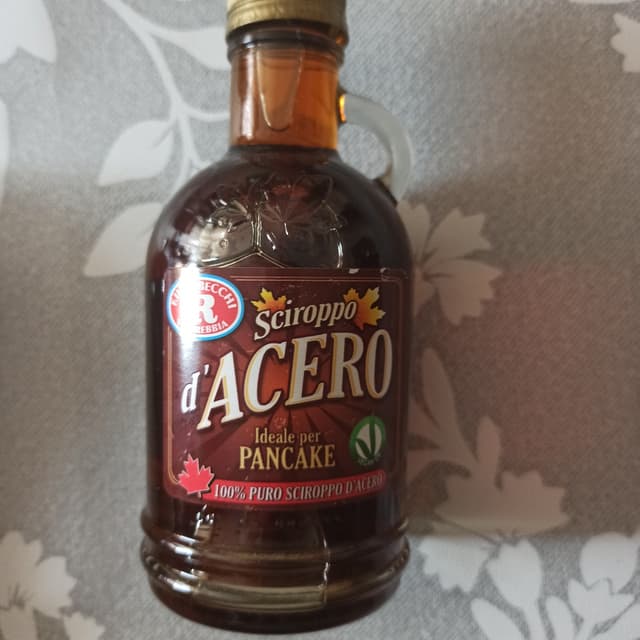 R
Sciroppo
d'ACERO
Ideale per
PANCAKE
100% PURO SCIROPPO D'ACERO